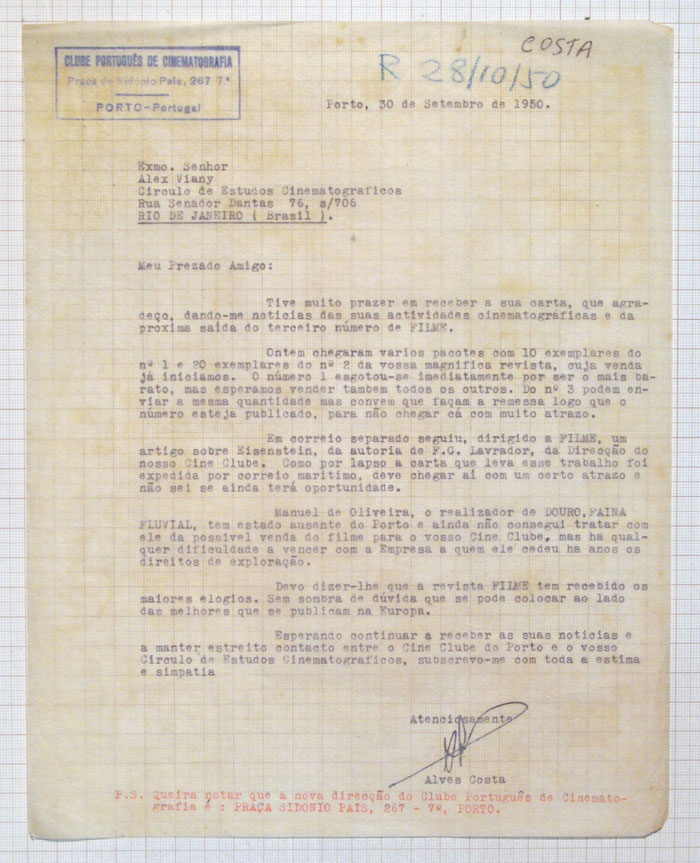 COSTA
R 28/10/50
CLUBE PORTUGUÊS DE CINEMATOGRAFIA
Praça de Sidónio Pais, 267 7.º
PORTO-Portugal
Porto, 30 de Setembro de 1950.
Exmo. Senhor
Alex Viany
Circulo de Estudos Cinematograficos
Rua Senador Dantas 76, s/706
RIO DE JANEIRO ( Brasil ).
Meu Prezado Amigo:
Tive muito prazer em receber a sua carta, que agra-
deço, dando-me noticias das suas actividades cinematográficas e da
proxima saida do terceiro número de FILME.
Ontem chegaram varios pacotes com 10 exemplares do
nº 1 e 20 exemplares do nº 2 da vossa magnifica revista, cuja venda
já iniciamos. O número 1 esgotou-se imediatamente por ser o mais ba-
rato, mas esperamos vender tambem todos os outros. Do nº 3 podem en-
viar a mesma quantidade mas convem que façam a remessa logo que o
número esteja publicado, para não chegar cá com muito atrazo.
Em correio separado seguiu, dirigido a FILME, um
artigo sobre Eisenstein, da autoria de F.G. Lavrador, da Direcção do
nosso Cine Clube. Como por lapso a carta que leva esse trabalho foi
expedida por correio maritimo, deve chegar aí com um certo atrazo e
não sei se ainda terá oportunidade.
Manuel de Oliveira, o realizador de DOURO,FAINA
FLUVIAL, tem estado ausente do Porto e ainda não consegui tratar com
ele da possivel venda do filme para o vosso Cine Clube, mas ha qual-
quer dificuldade a vencer com a Empresa a quem ele cedeu ha anos os
direitos de exploração.
Devo dizer-lhe que a revista FILME tem recebido os
maiores elogios. Sem sombra de dúvida que se pode colocar ao lado
das melhores que se publicam na Europa.
Esperando continuar a receber as suas noticias e
a manter estreito contacto entre o Cine Clube do Porto e o vosso
Circulo de Estudos Cinematograficos, subscrevo-me com toda a estima
e simpatia
Atenciosamente
Alves Costa
P.S. Queira notar que a nova direcção do Clube Português de Cinemato-
grafia é : PRAÇA SIDONIO PAIS, 267 - 7º, PORTO.